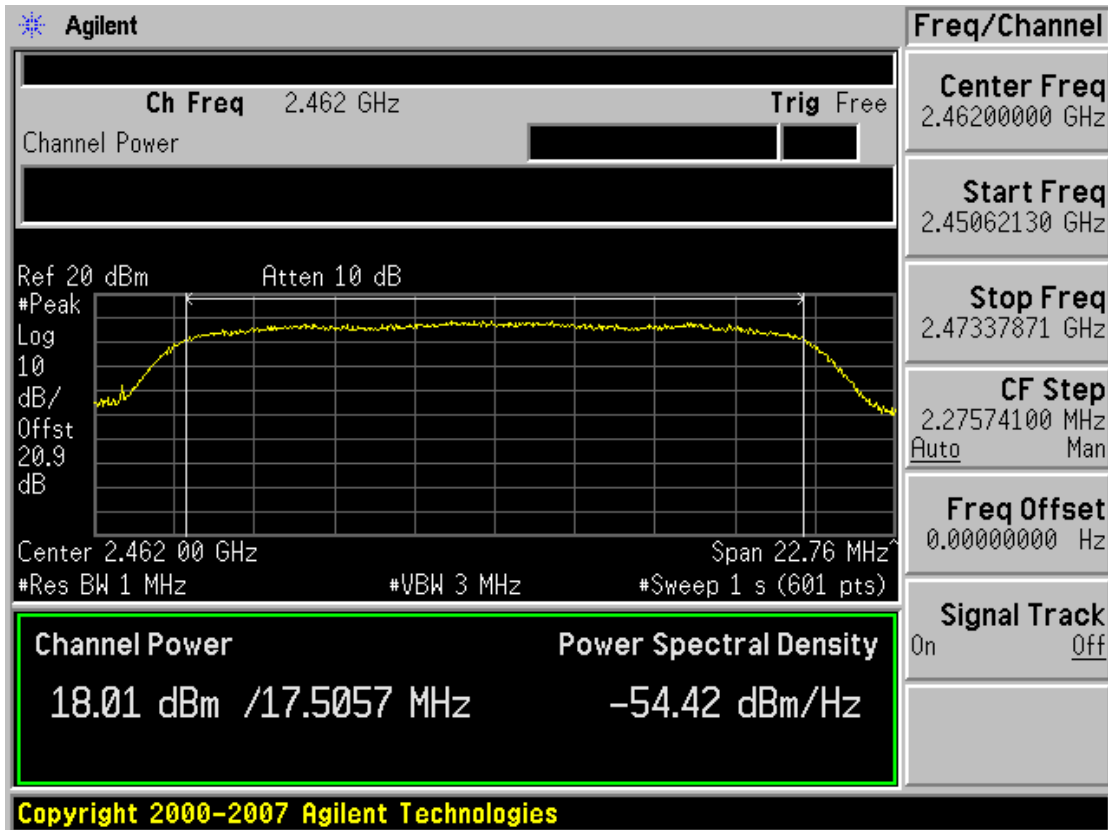 Agilent
Freq/Channel
Ch Freq 2.462 GHz Trig Free
Channel Power
Center Freq
2.46200000 GHz
Start Freq
2.45062130 GHz
Stop Freq
2.47337871 GHz
CF Step
2.27574100 MHz
Auto Man
Freq Offset
0.00000000 Hz
Signal Track
On Off
Ref 20 dBm Atten 10 dB
#Peak
Log
10
dB/
Offst
20.9
dB
Center 2.462 00 GHz Span 22.76 MHz^
#Res BW 1 MHz #VBW 3 MHz #Sweep 1 s (601 pts)
Channel Power Power Spectral Density
18.01 dBm /17.5057 MHz -54.42 dBm/Hz
Copyright 2000-2007 Agilent Technologies